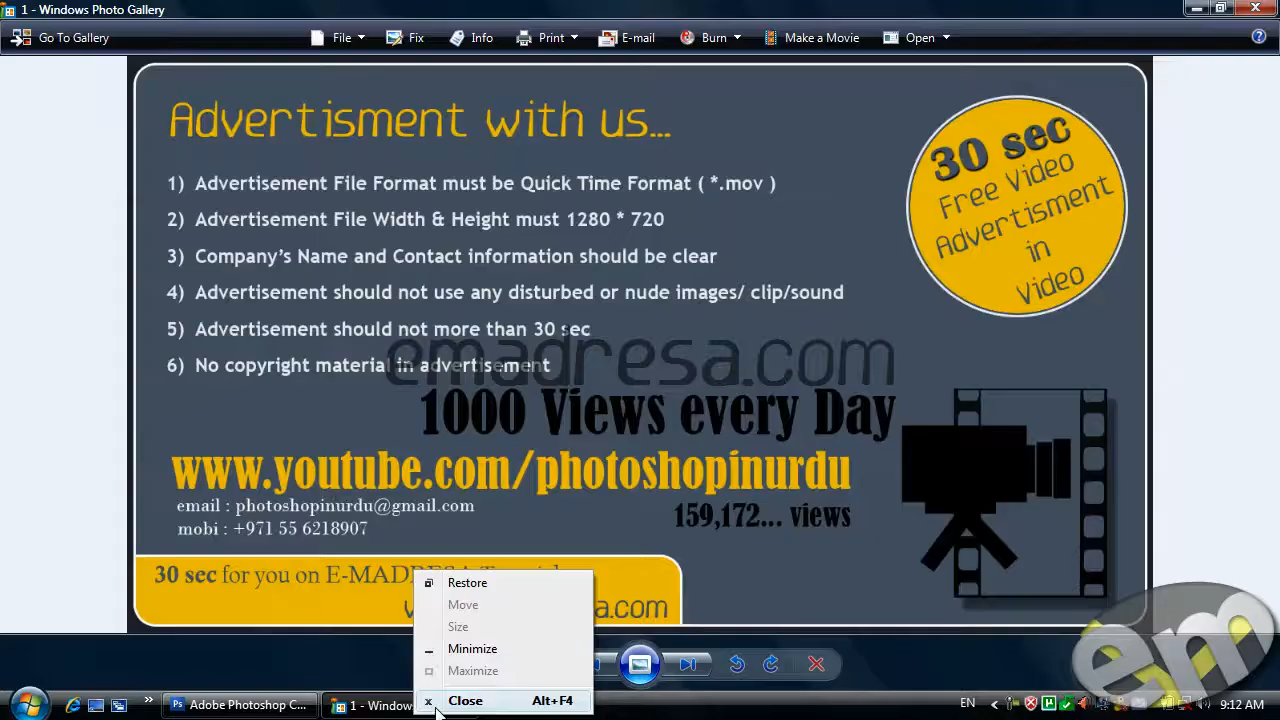 1 - Windows Photo Gallery
Go To Gallery File Fix Info Print E-mail Burn Make a Movie Open
Advertisment with us...
30 sec
Free Video
Advertisment
in
Video
1) Advertisement File Format must be Quick Time Format ( *.mov )
2) Advertisement File Width & Height must 1280 * 720
3) Company's Name and Contact information should be clear
4) Advertisement should not use any disturbed or nude images/ clip/sound
5) Advertisement should not more than 30 sec
6) No copyright material in advertisement
emadresa.com
1000 Views every Day
www.youtube.com/photoshopinurdu
email : photoshopinurdu@gmail.com
159,172... views
mobi : +971 55 6218907
30 sec for you on E-MADRESA
a.com
Restore
Move
Size
Minimize
Maximize
Close Alt+F4
em
Adobe Photoshop C...
1 - Windows
EN
9:12 AM